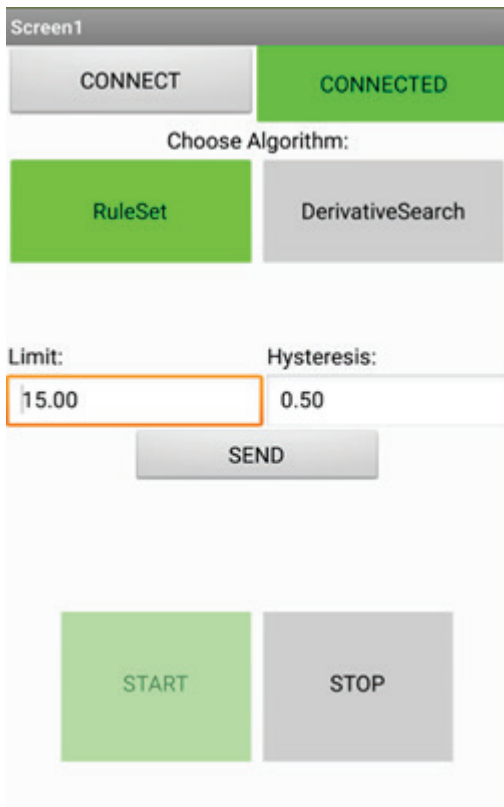 Screen1
CONNECT CONNECTED
Choose Algorithm:
RuleSet DerivativeSearch
Limit: Hysteresis:
15.00 0.50
SEND
START STOP